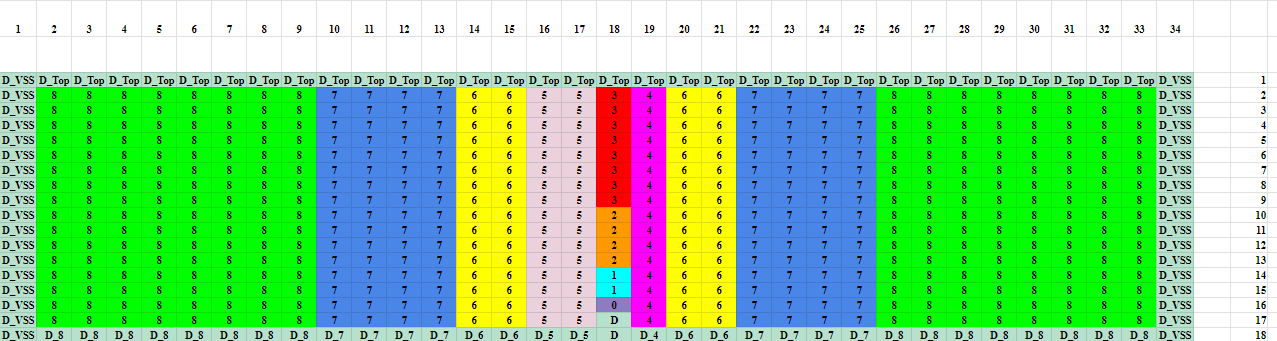 1 2 3 4 5 6 7 8 9 10 11 12 13 14 15 16 17 18 19 20 21 22 23 24 25 26 27 28 29 30 31 32 33 34
D_VSS D_Top D_Top D_Top D_Top D_Top D_Top D_Top D_Top D_Top D_Top D_Top D_Top D_Top D_Top D_Top D_Top D_Top D_Top D_Top D_Top D_Top D_Top D_Top D_Top D_Top D_Top D_Top D_Top D_Top D_Top D_Top D_Top D_VSS 1
D_VSS 8 8 8 8 8 8 8 8 7 7 7 7 6 6 5 5 3 4 6 6 7 7 7 7 8 8 8 8 8 8 8 8 D_VSS 2
D_VSS 8 8 8 8 8 8 8 8 7 7 7 7 6 6 5 5 3 4 6 6 7 7 7 7 8 8 8 8 8 8 8 8 D_VSS 3
D_VSS 8 8 8 8 8 8 8 8 7 7 7 7 6 6 5 5 3 4 6 6 7 7 7 7 8 8 8 8 8 8 8 8 D_VSS 4
D_VSS 8 8 8 8 8 8 8 8 7 7 7 7 6 6 5 5 3 4 6 6 7 7 7 7 8 8 8 8 8 8 8 8 D_VSS 5
D_VSS 8 8 8 8 8 8 8 8 7 7 7 7 6 6 5 5 3 4 6 6 7 7 7 7 8 8 8 8 8 8 8 8 D_VSS 6
D_VSS 8 8 8 8 8 8 8 8 7 7 7 7 6 6 5 5 3 4 6 6 7 7 7 7 8 8 8 8 8 8 8 8 D_VSS 7
D_VSS 8 8 8 8 8 8 8 8 7 7 7 7 6 6 5 5 3 4 6 6 7 7 7 7 8 8 8 8 8 8 8 8 D_VSS 8
D_VSS 8 8 8 8 8 8 8 8 7 7 7 7 6 6 5 5 3 4 6 6 7 7 7 7 8 8 8 8 8 8 8 8 D_VSS 9
D_VSS 8 8 8 8 8 8 8 8 7 7 7 7 6 6 5 5 2 4 6 6 7 7 7 7 8 8 8 8 8 8 8 8 D_VSS 10
D_VSS 8 8 8 8 8 8 8 8 7 7 7 7 6 6 5 5 2 4 6 6 7 7 7 7 8 8 8 8 8 8 8 8 D_VSS 11
D_VSS 8 8 8 8 8 8 8 8 7 7 7 7 6 6 5 5 2 4 6 6 7 7 7 7 8 8 8 8 8 8 8 8 D_VSS 12
D_VSS 8 8 8 8 8 8 8 8 7 7 7 7 6 6 5 5 2 4 6 6 7 7 7 7 8 8 8 8 8 8 8 8 D_VSS 13
D_VSS 8 8 8 8 8 8 8 8 7 7 7 7 6 6 5 5 1 4 6 6 7 7 7 7 8 8 8 8 8 8 8 8 D_VSS 14
D_VSS 8 8 8 8 8 8 8 8 7 7 7 7 6 6 5 5 1 4 6 6 7 7 7 7 8 8 8 8 8 8 8 8 D_VSS 15
D_VSS 8 8 8 8 8 8 8 8 7 7 7 7 6 6 5 5 0 4 6 6 7 7 7 7 8 8 8 8 8 8 8 8 D_VSS 16
D_VSS 8 8 8 8 8 8 8 8 7 7 7 7 6 6 5 5 D 4 6 6 7 7 7 7 8 8 8 8 8 8 8 8 D_VSS 17
D_VSS D_8 D_8 D_8 D_8 D_8 D_8 D_8 D_8 D_7 D_7 D_7 D_7 D_6 D_6 D_5 D_5 D D_4 D_6 D_6 D_7 D_7 D_7 D_7 D_8 D_8 D_8 D_8 D_8 D_8 D_8 D_8 D_VSS 18